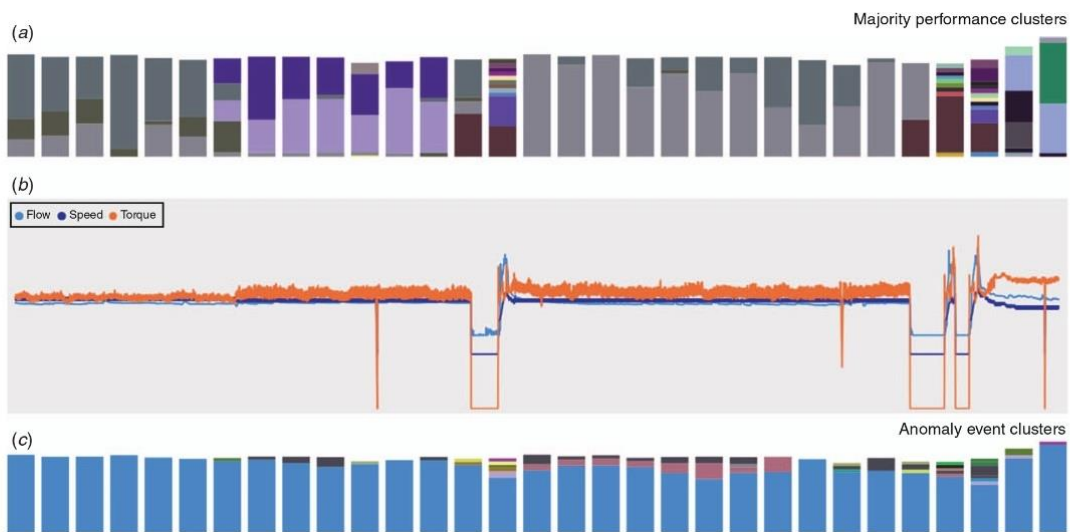 (a)
Majority performance clusters
(b)
Flow Speed Torque
(c)
Anomaly event clusters